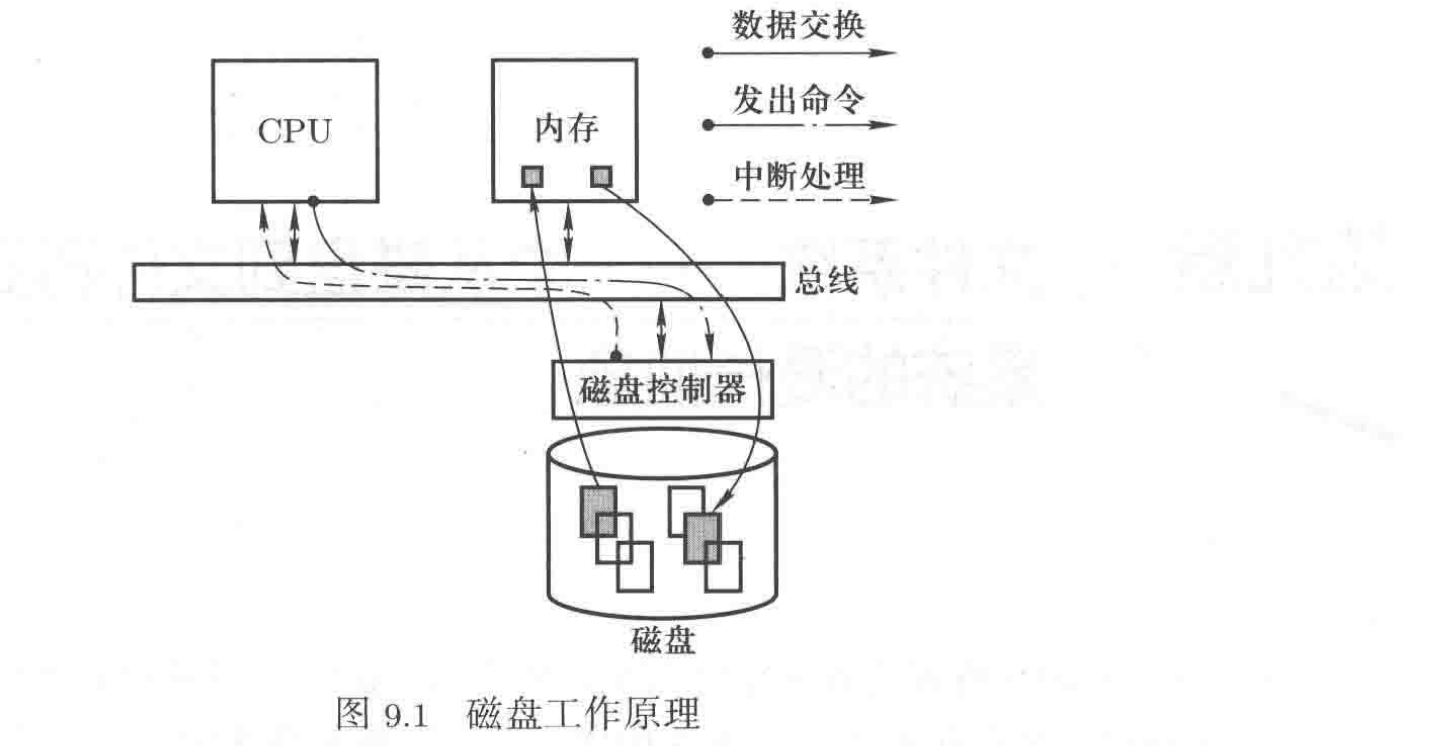 数据交换
发出命令
CPU
内存
中断处理
总线
磁盘控制器
磁盘
图 9.1 磁盘工作原理